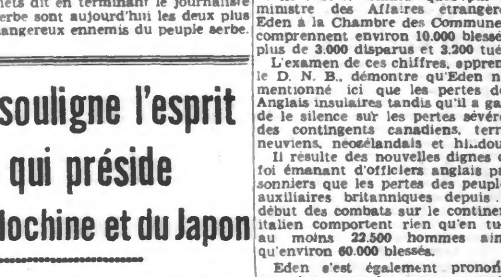 nets dit en terminant le journaliste
erbe sont aujourd'hui les deux plus
angereux ennemis du peuple serbe.
souligne l'esprit
qui préside
lochine et du Japon
ministre des Affaires étrangère
Eden à la Chambre des Commune
comprennent environ 10.000 blessé
plus de 3.000 disparus et 3.200 tué
L'examen de ces chiffres, appren
le D. N. B., démontre qu'Eden n
mentionné ici que les pertes de
Anglais insulaires tandis qu'il a ga
de le silence sur les pertes sévère
des contingents canadiens, terr
neuviens, néozélandais et hindou
Il résulte des nouvelles dignes d
foi émanant d'officiers anglais pr
sonniers que les pertes des peupl
auxiliaires britanniques depuis
début des combats sur le contine
italien comportent rien qu'en tu
au moins 22.500 hommes ain
qu'environ 60.000 blessés.
Eden s'est également pronon